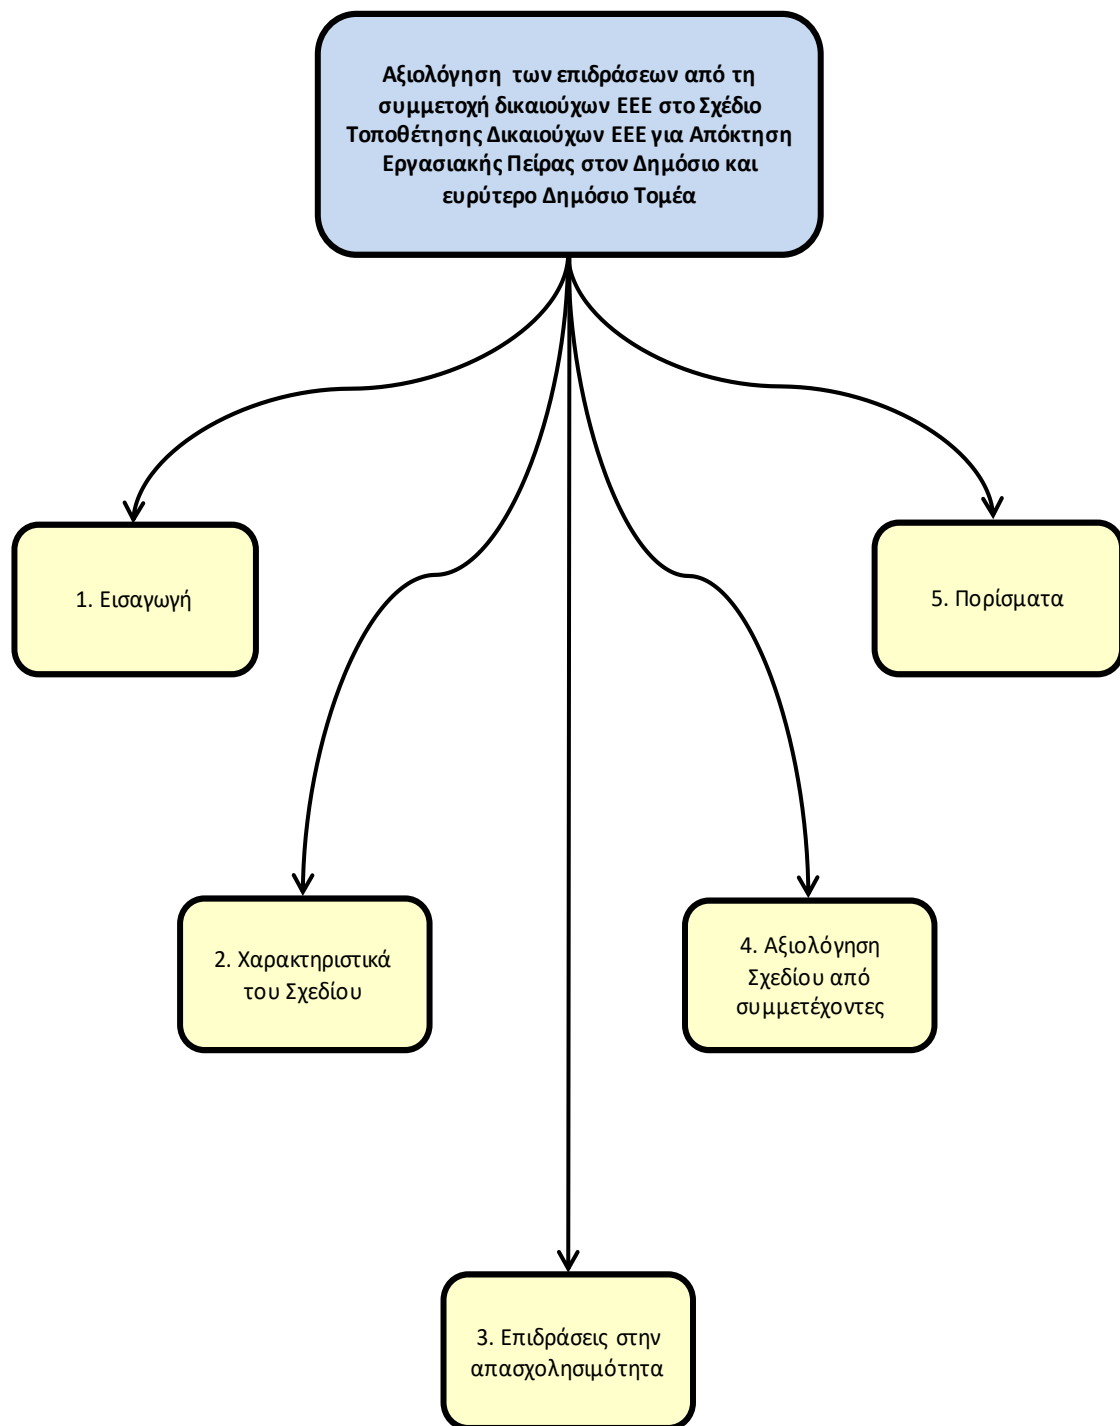 Αξιολόγηση των επιδράσεων από τη
συμμετοχή δικαιούχων ΕΕΕ στο Σχέδιο
Τοποθέτησης Δικαιούχων ΕΕΕ για Απόκτηση
Εργασιακής Πείρας στον Δημόσιο και
ευρύτερο Δημόσιο Τομέα
1. Εισαγωγή
2. Χαρακτηριστικά
του Σχεδίου
3. Επιδράσεις στην
απασχολησιμότητα
4. Αξιολόγηση
Σχεδίου από
συμμετέχοντες
5. Πορίσματα